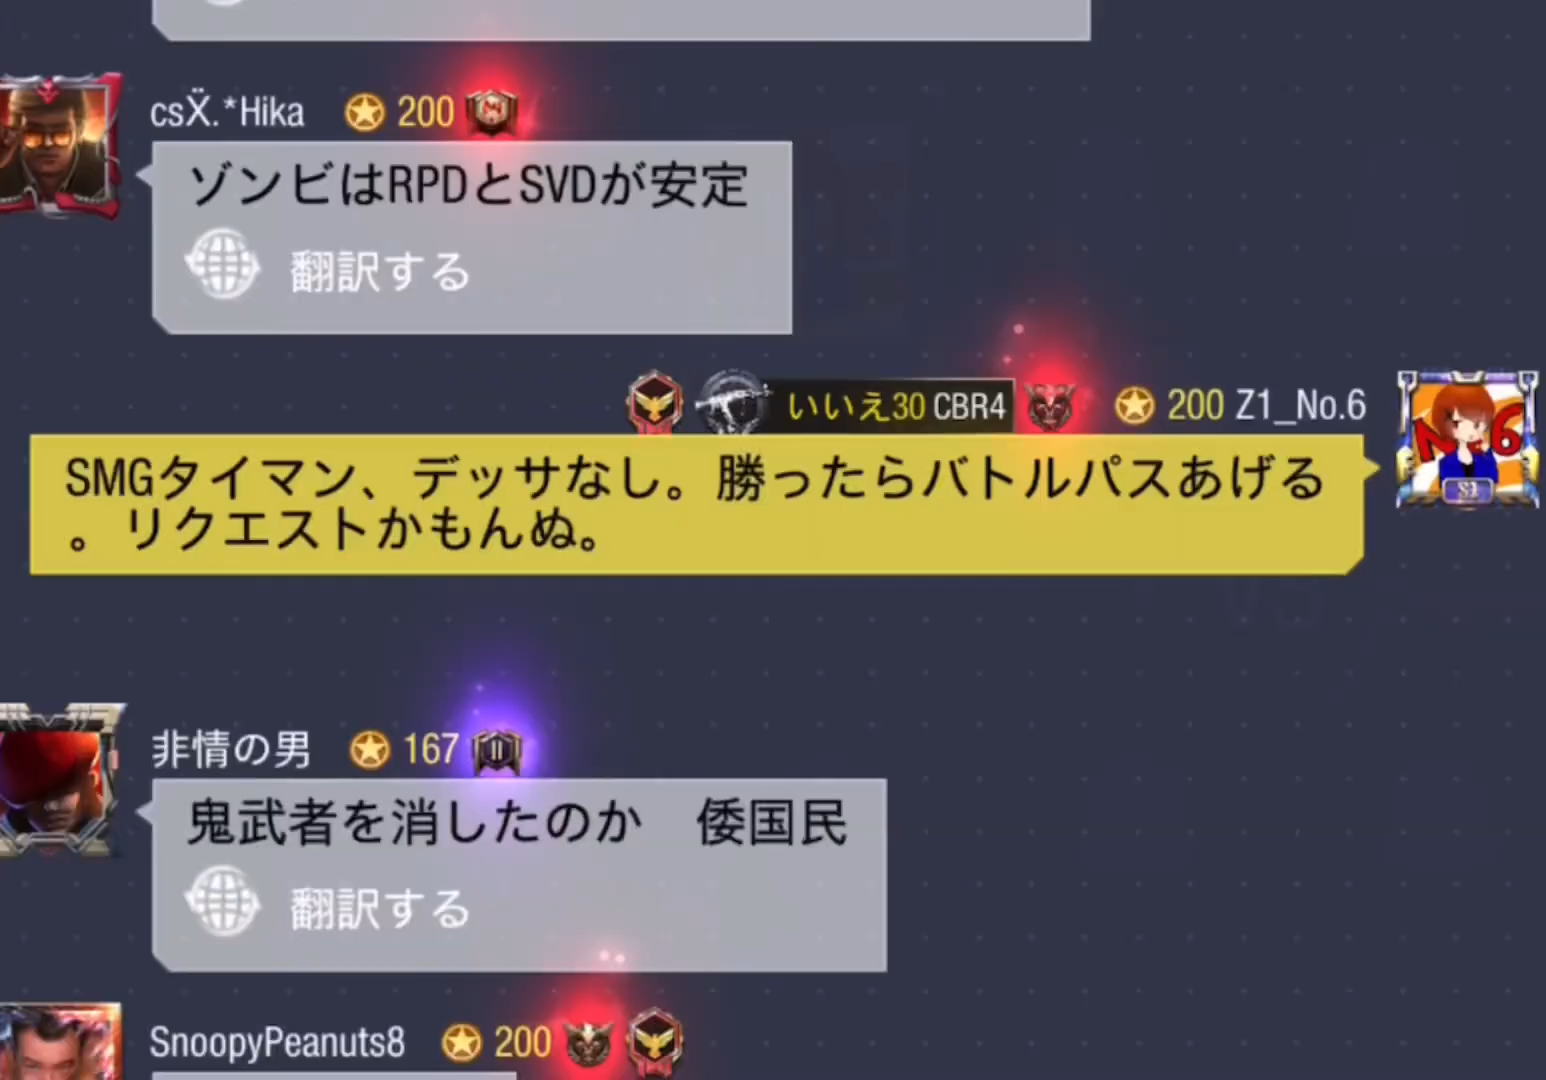 csẌ.*Hika 200
ゾンビはRPDとSVDが安定
翻訳する
いいえ30 CBR4 200 Z1_No.6
SMGタイマン、デッサなし。勝ったらバトルパスあげる
。リクエストかもんぬ。
非情の男 167
鬼武者を消したのか　倭国民
翻訳する
SnoopyPeanuts8 200